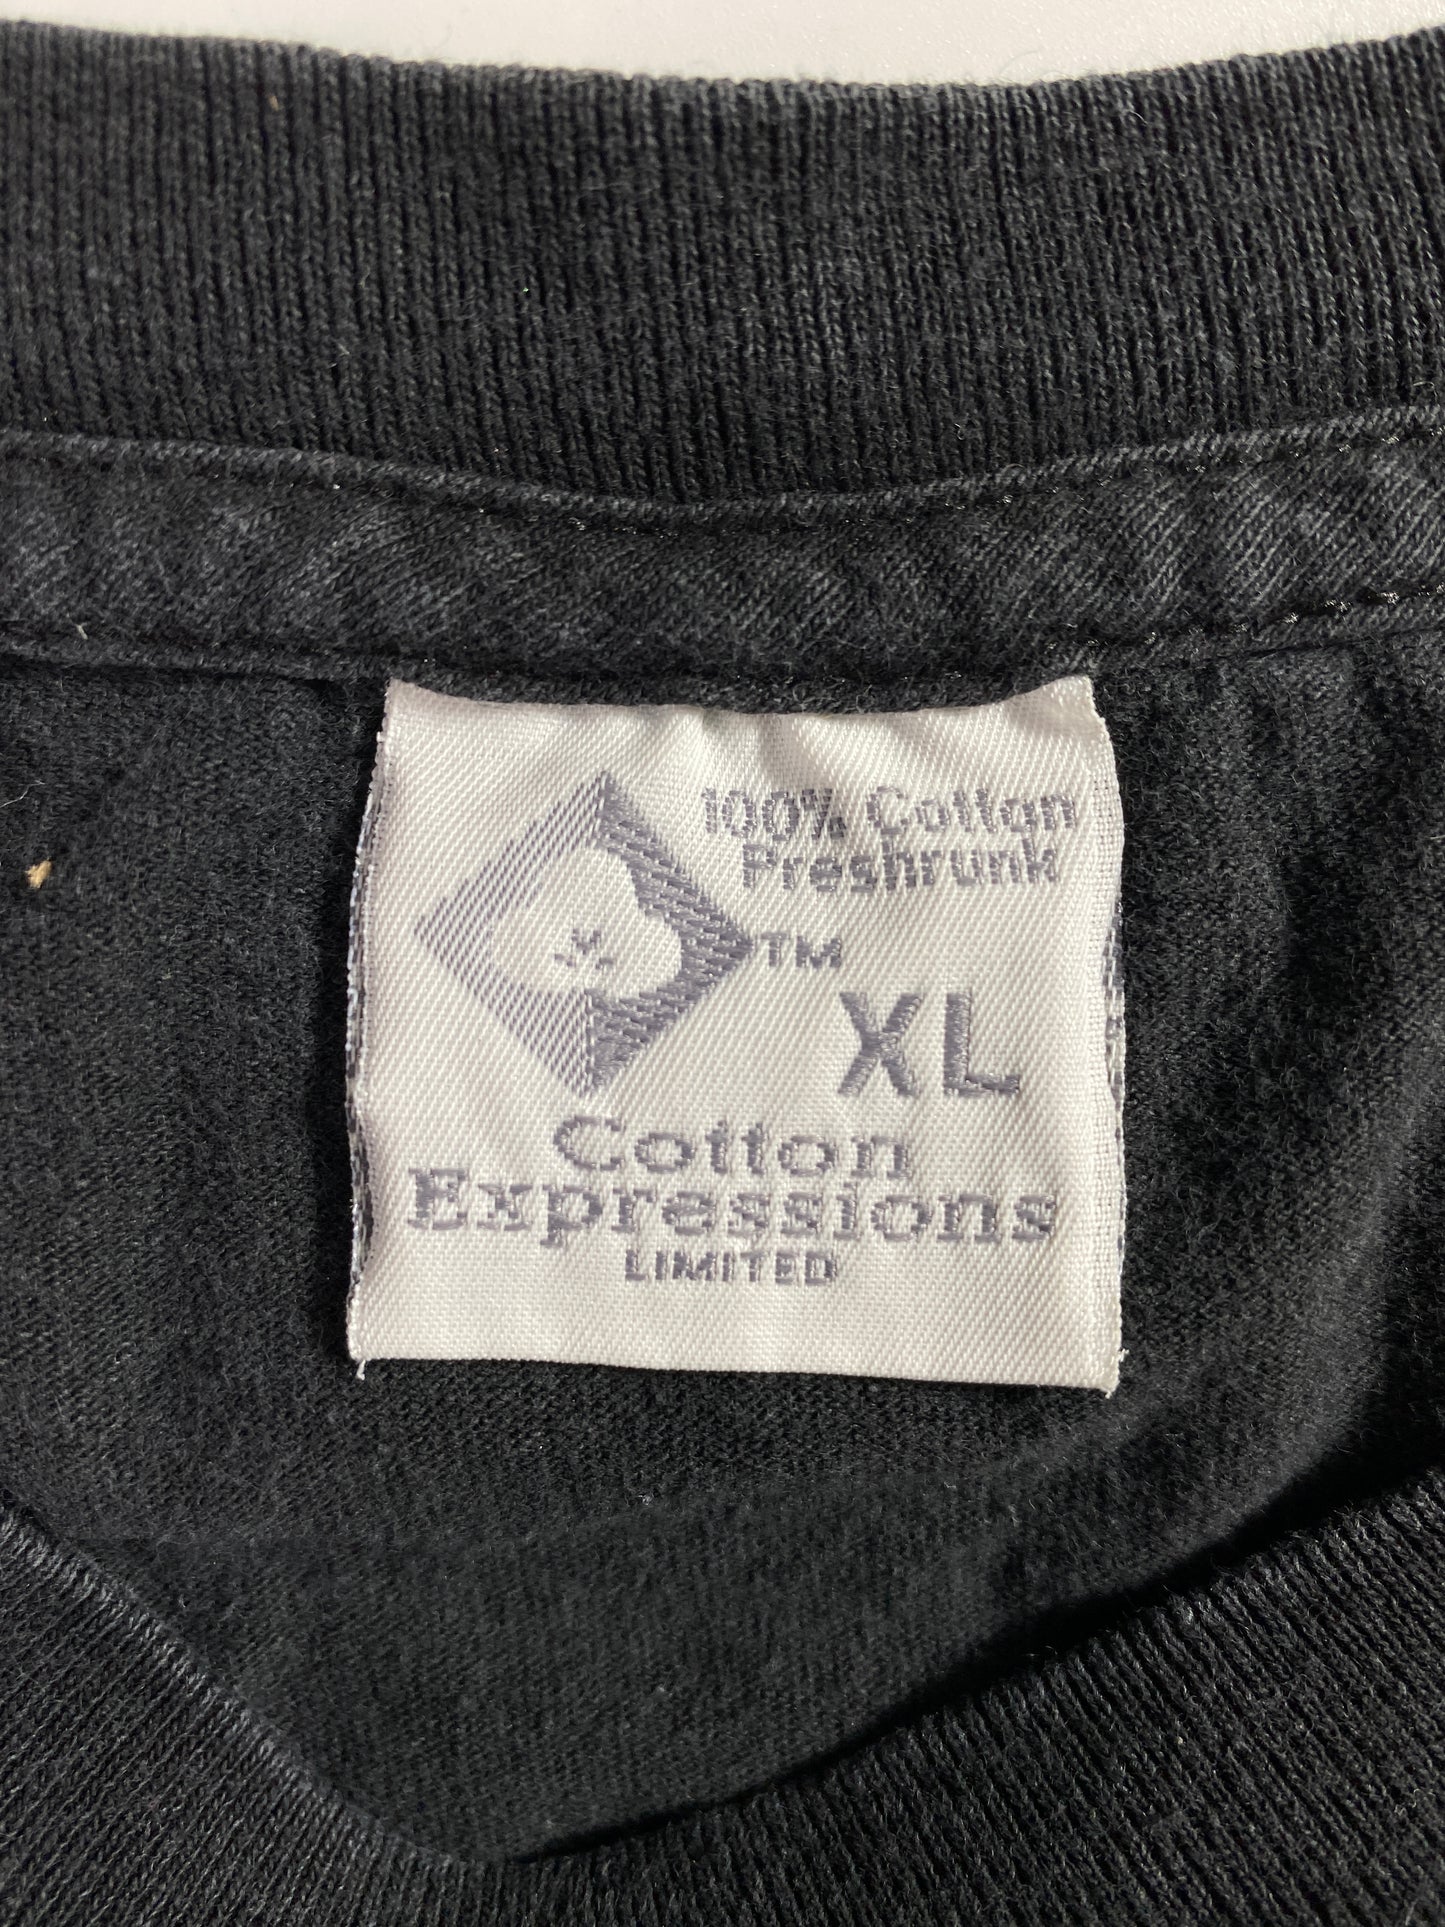 100% Cotton
Preshrunk
TM
XL
Cotton
Expressions
LIMITED